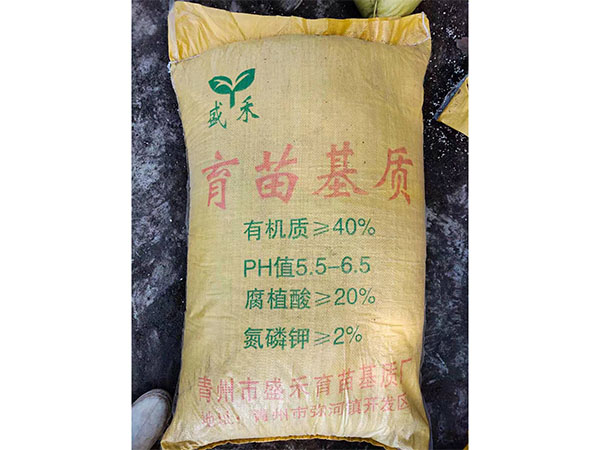 盛禾
育苗基质
有机质≥40%
PH值5.5-6.5
腐植酸≥20%
氮磷钾≥2%
青州市盛禾育苗基质厂
地址：青州市弥河镇开发区